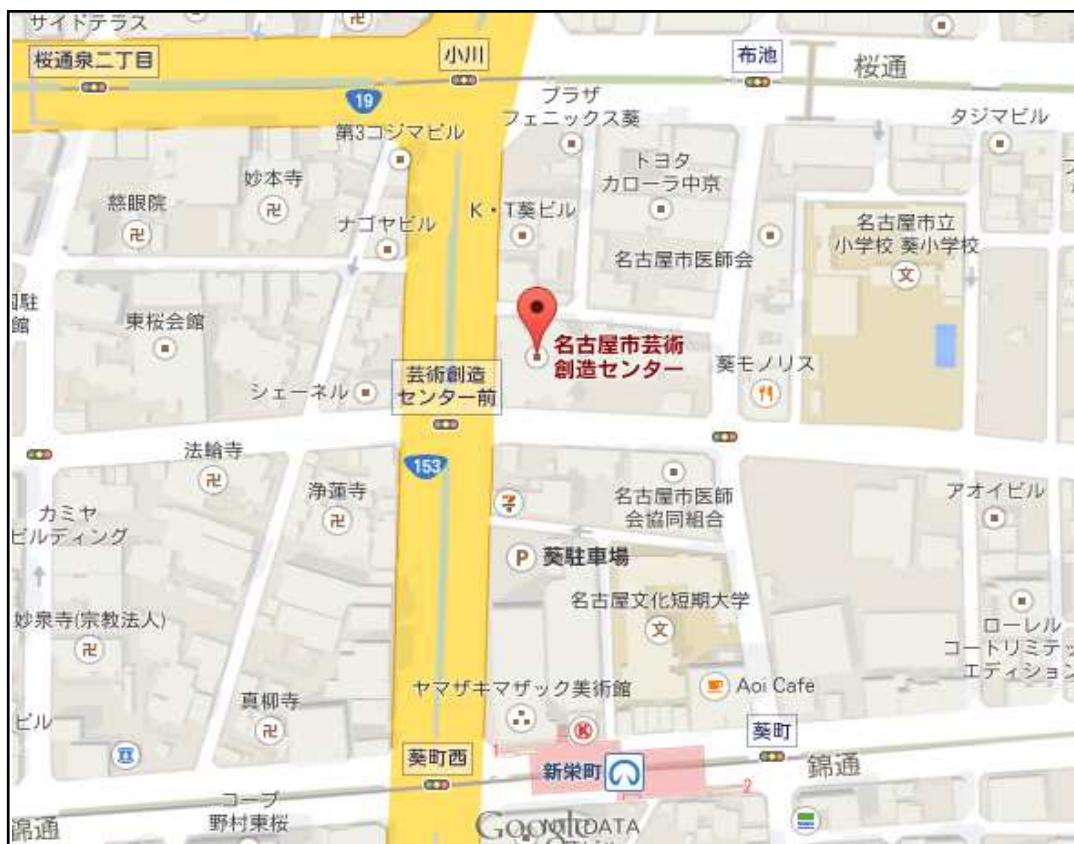 サイドテラス
桜通泉二丁目
小川
布池
桜通
19
プラザ
フェニックス葵
タジマビル
第3コジマビル
トヨタ
カローラ中京
妙本寺
慈眼院
K・T葵ビル
ナゴヤビル
名古屋市医師会
名古屋市立
小学校 葵小学校
文
館
東桜会館
名古屋市芸術
創造センター
葵モノリス
シェーネル
芸術創造
センター前
法輪寺
153
浄蓮寺
名古屋市医師
会協同組合
アオイビル
カミヤ
ビルディング
P
葵駐車場
名古屋文化短期大学
文
妙泉寺(宗教法人)
ローレル
コートリミテッ
エディション
Aoi Cafe
ヤマザキマザック美術館
真柳寺
ビル
K
葵町
葵町西
1
新栄町
錦通
2
コープ
野村東桜
錦通
Google
DATA